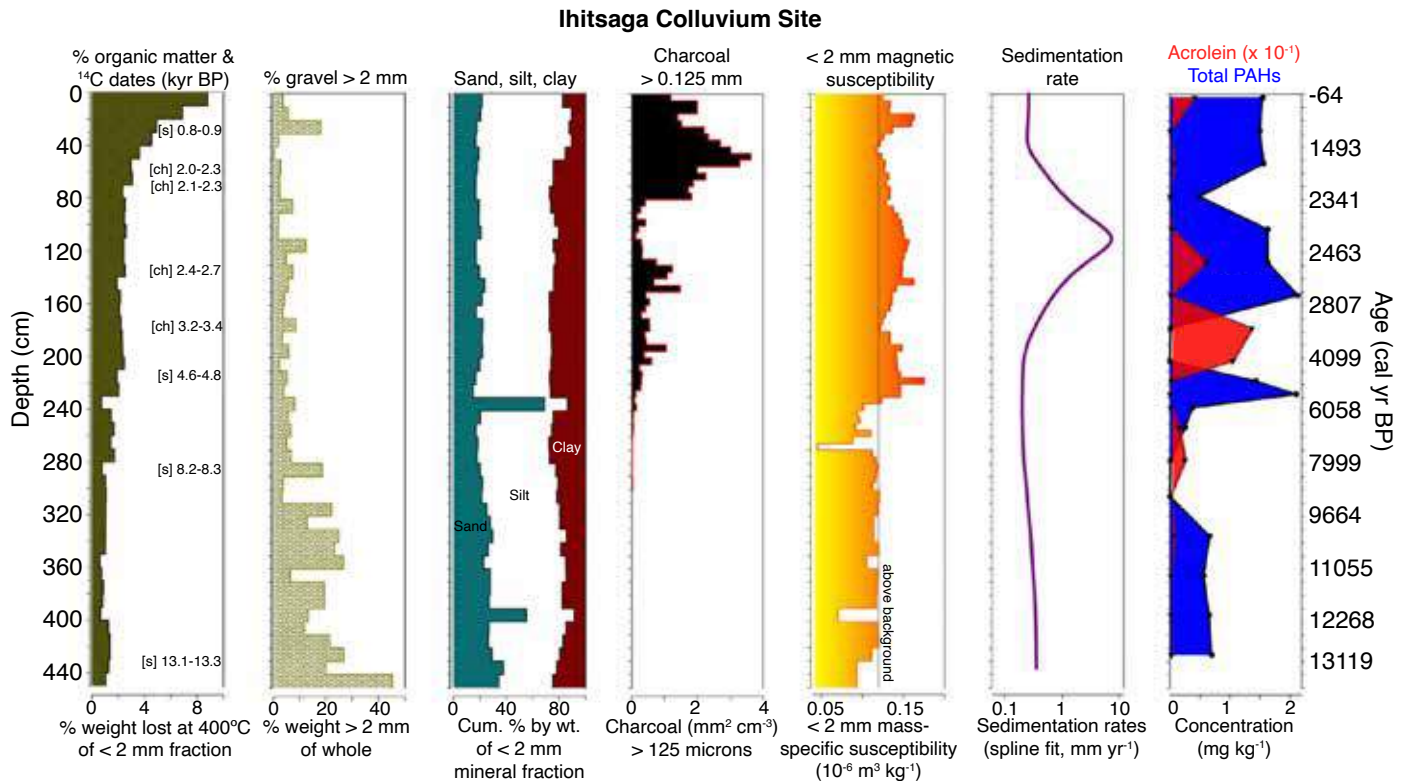 Ihitsaga Colluvium Site
% organic matter &
¹⁴C dates (kyr BP)
% gravel > 2 mm
Sand, silt, clay
Charcoal
> 0.125 mm
< 2 mm magnetic
susceptibility
Sedimentation
rate
Acrolein (x 10⁻¹)
Total PAHs
Depth (cm)
0
40
80
120
160
200
240
280
320
360
400
440
[s] 0.8-0.9
[ch] 2.0-2.3
[ch] 2.1-2.3
[ch] 2.4-2.7
[ch] 3.2-3.4
[s] 4.6-4.8
[s] 8.2-8.3
[s] 13.1-13.3
Sand
Silt
Clay
above background
-64
1493
2341
2463
2807
4099
6058
7999
9664
11055
12268
13119
Age (cal yr BP)
0 4 8
% weight lost at 400ºC
of < 2 mm fraction
0 20 40
% weight > 2 mm
of whole
0 40 80
Cum. % by wt.
of < 2 mm
mineral fraction
0 2 4
Charcoal (mm² cm⁻³)
> 125 microns
0.05 0.15
< 2 mm mass-
specific susceptibility
(10⁻⁶ m³ kg⁻¹)
0.1 1 10
Sedimentation rates
(spline fit, mm yr⁻¹)
0 1 2
Concentration
(mg kg⁻¹)